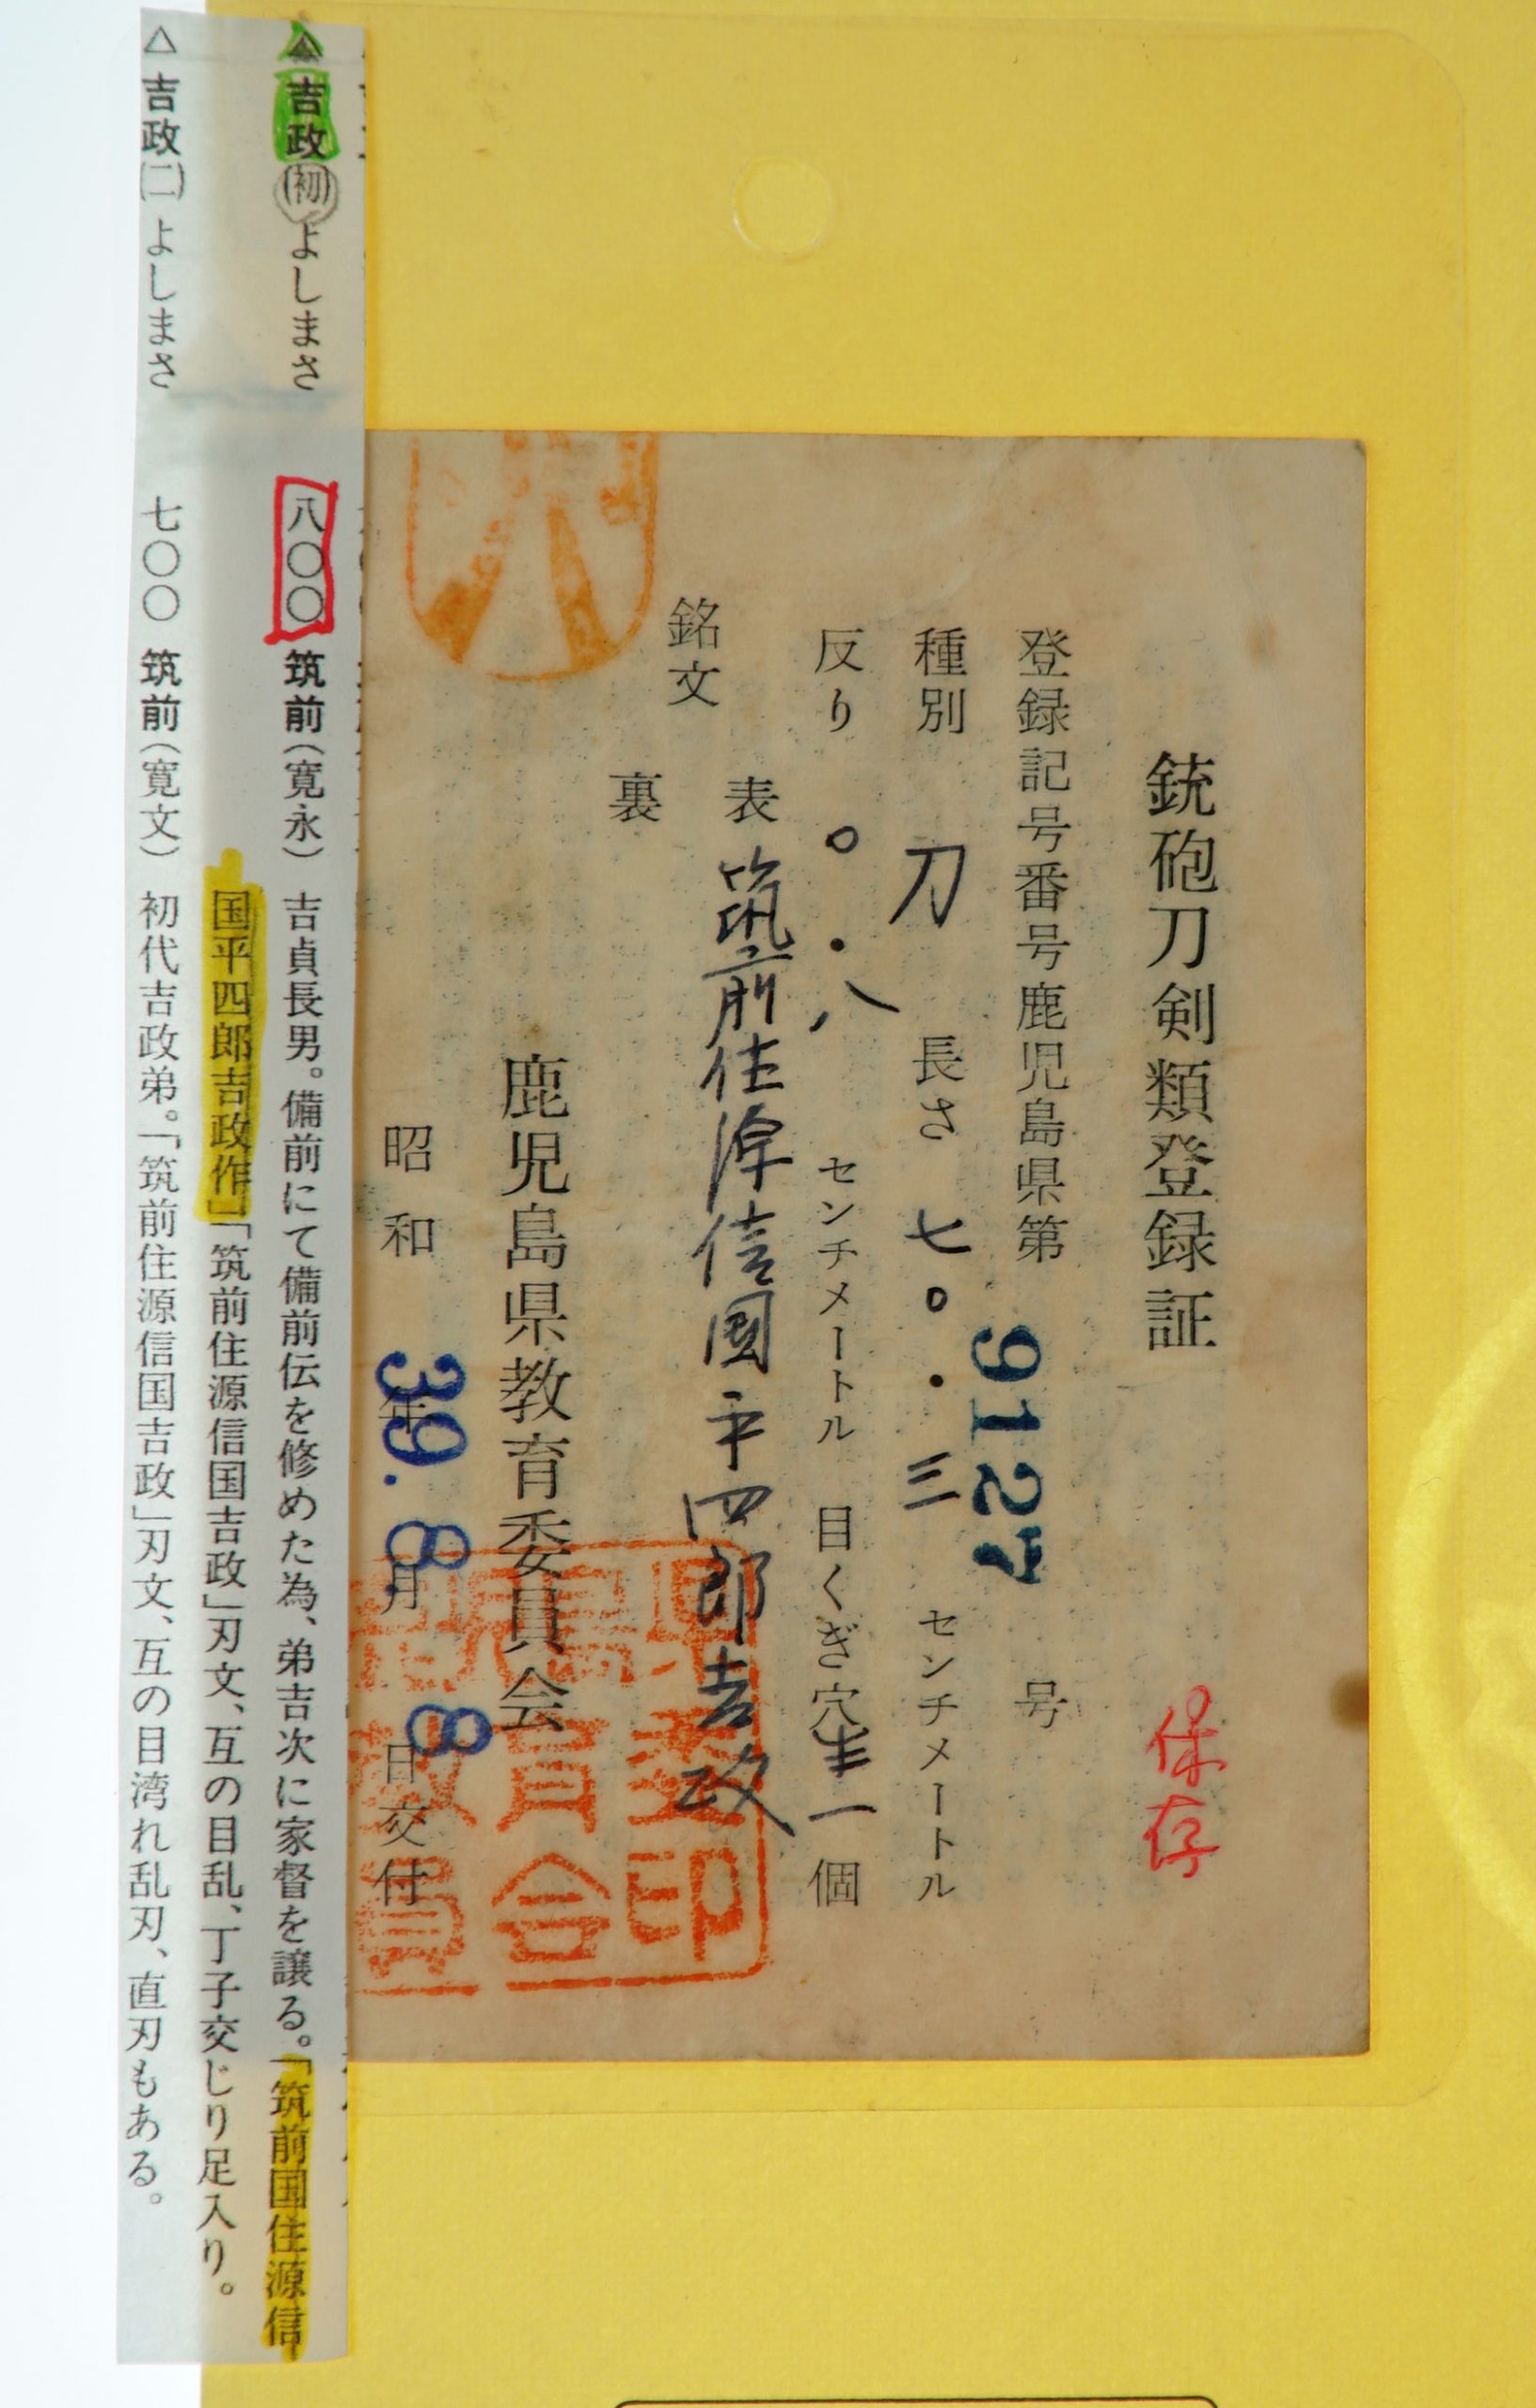 銃砲刀剣類登録証
保存
登録記号番号鹿児島県第 9127 号
種別 刀 長さ 七〇・三 センチメートル
反り 〇・八 センチメートル 目くぎ穴 生一 個
銘文
表 筑前住源信國平四郎吉政
裏
鹿児島県教育委員会
昭和 39.年 8.月 8 日交付
吉政(初)よしまさ 八〇〇 筑前(寛永) 吉貞長男。備前にて備前伝を修めた為、弟吉次に家督を譲る。「筑前国住源信
国平四郎吉政作」「筑前住源信国吉政」刃文、互の目乱、丁子交じり足入り。
△吉政(二)よしまさ 七〇〇 筑前(寛文) 初代吉政弟。「筑前住源信国吉政」刃文、互の目湾れ乱刃、直刃もある。